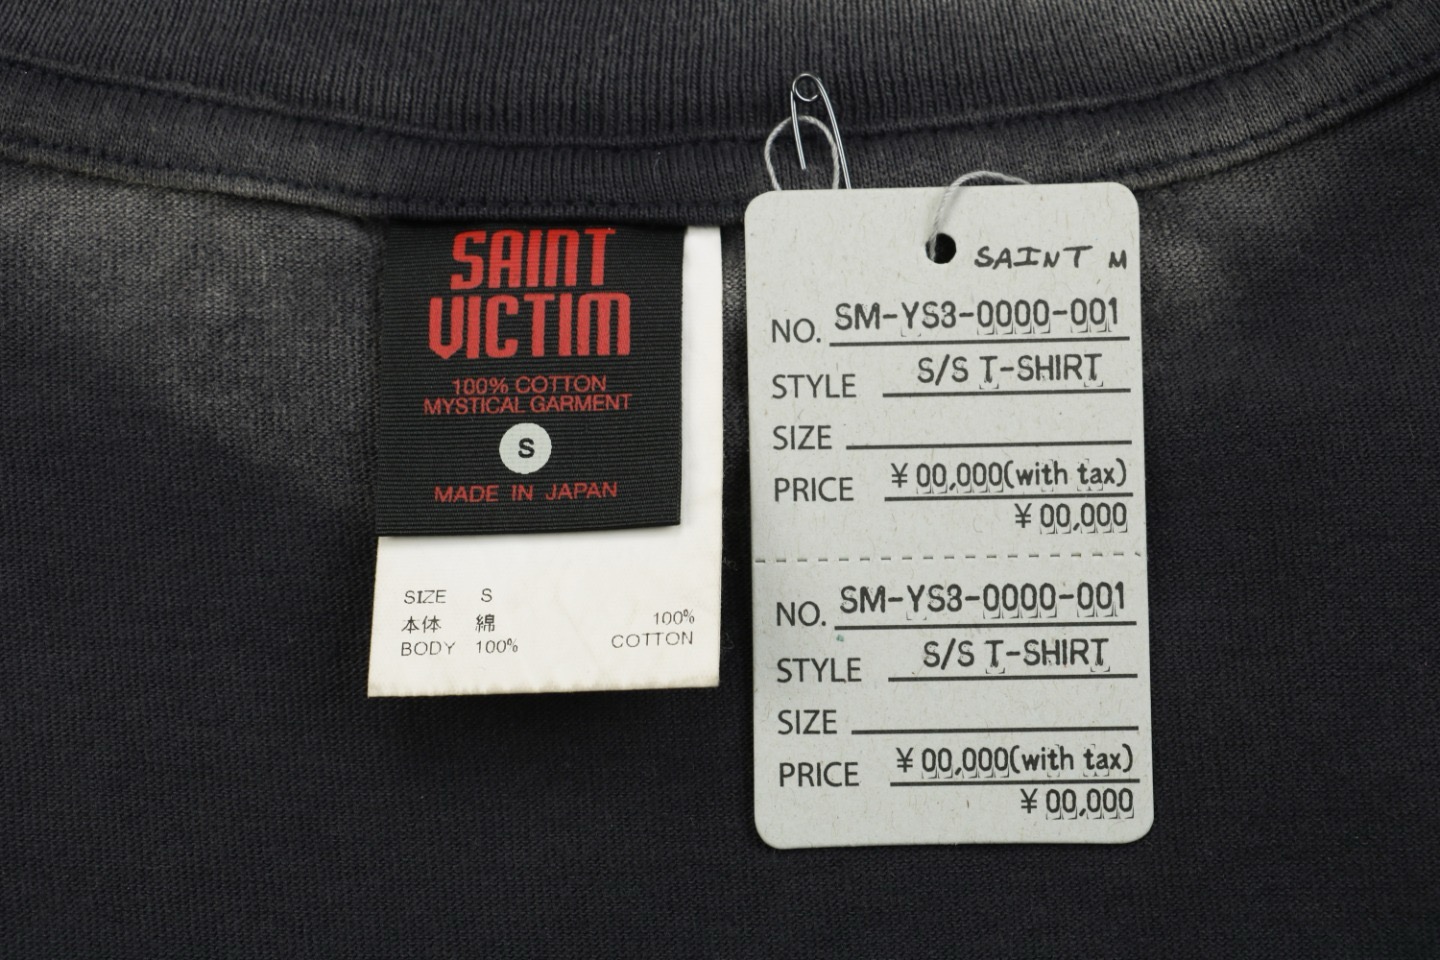 SAINT
VICTIM
100% COTTON
MYSTICAL GARMENT
S
MADE IN JAPAN
SIZE S
本体 綿 100%
BODY 100% COTTON
SAINT M
NO. SM-YS3-0000-001
STYLE S/S T-SHIRT
SIZE
PRICE ¥00,000(with tax)
¥00,000
NO. SM-YS3-0000-001
STYLE S/S T-SHIRT
SIZE
PRICE ¥00,000(with tax)
¥00,000